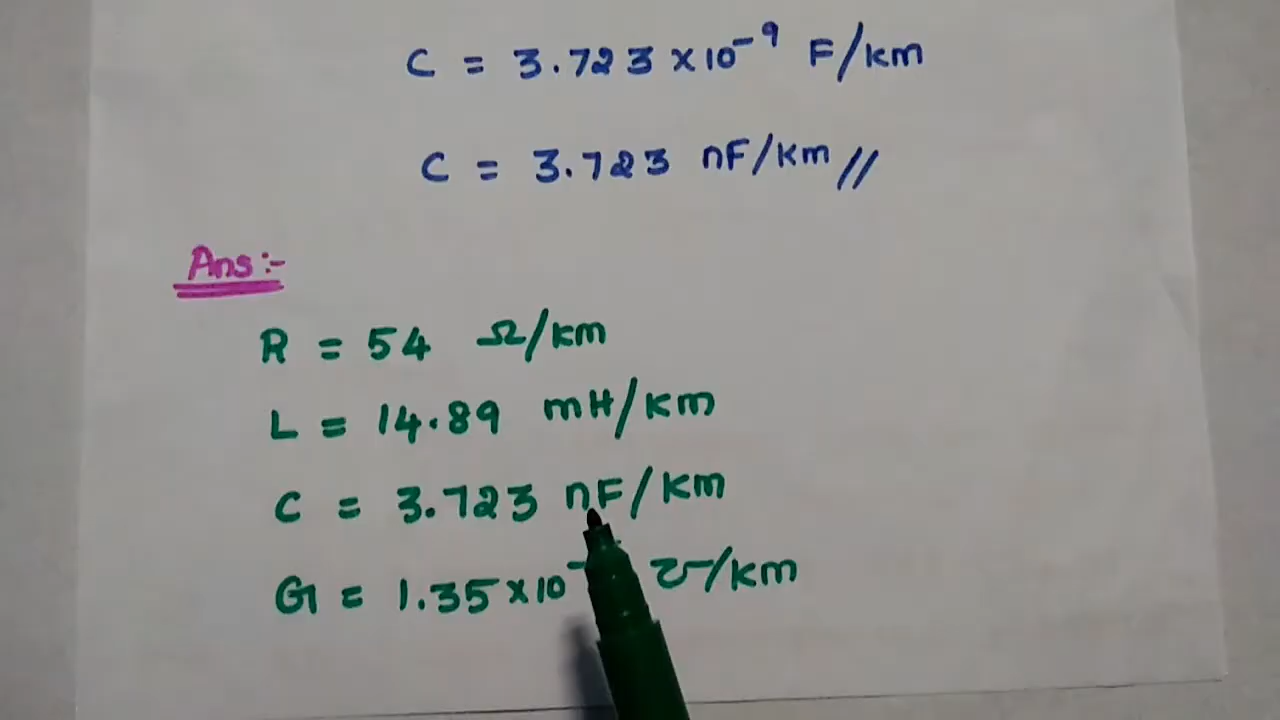 C = 3.723 × 10⁻⁹ F/km
C = 3.723 nF/km //
Ans :-
R = 54 Ω/km
L = 14.89 mH/km
C = 3.723 nF/km
G = 1.35 × 10⁻ ℧/km